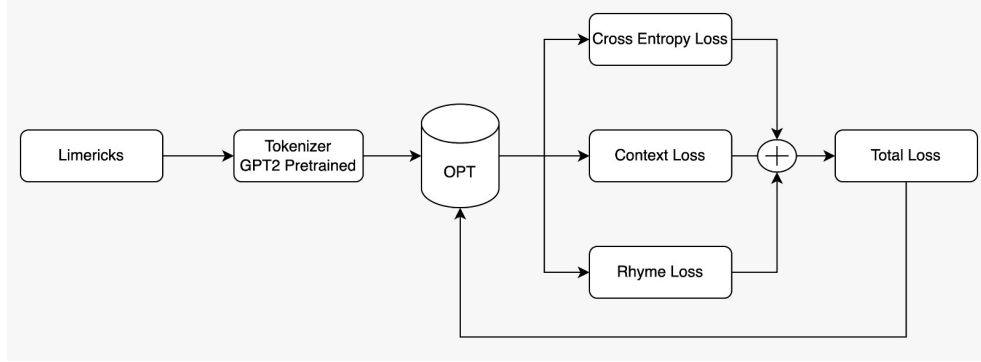 Limericks
Tokenizer
GPT2 Pretrained
OPT
Cross Entropy Loss
Context Loss
Rhyme Loss
Total Loss